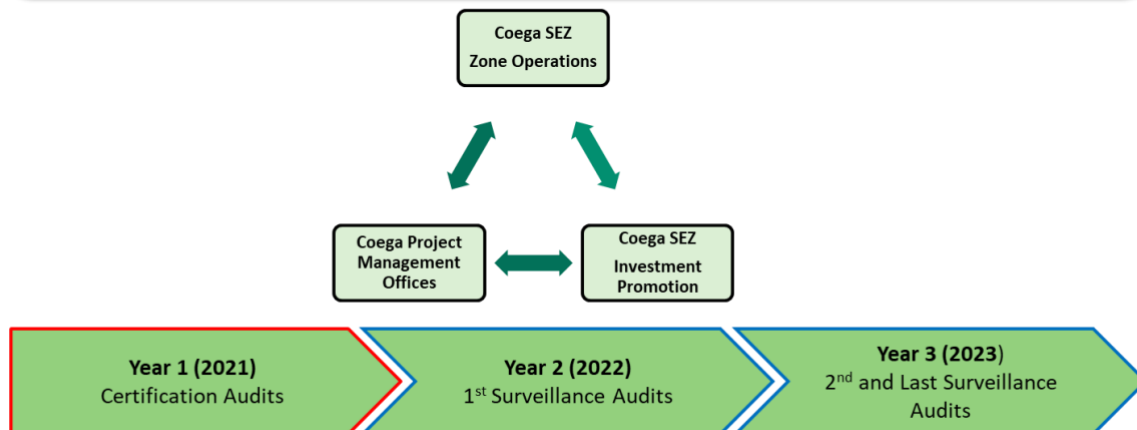 Coega SEZ
Zone Operations
Coega Project
Management
Offices
Coega SEZ
Investment
Promotion
Year 1 (2021)
Certification Audits
Year 2 (2022)
1st Surveillance Audits
Year 3 (2023)
2nd and Last Surveillance
Audits